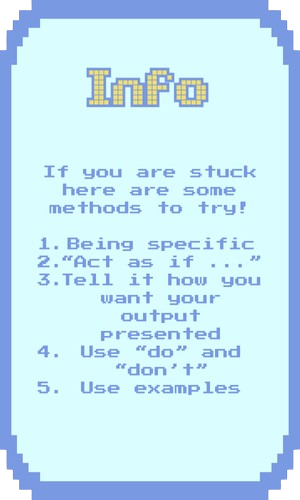 Info
If you are stuck
here are some
methods to try!
1.Being specific
2.“Act as if ...”
3.Tell it how you
want your
output
presented
4. Use “do” and
“don’t”
5. Use examples